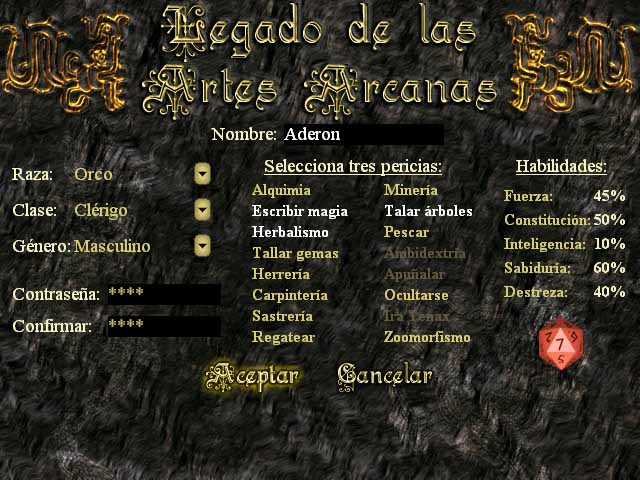 Legado de las
Artes Arcanas
Nombre: Aderon
Raza: Orco
Clase: Clérigo
Género: Masculino
Contraseña: ****
Confirmar: ****
Selecciona tres pericias:
Alquimia Minería
Escribir magia Talar árboles
Herbalismo Pescar
Tallar gemas Ambidextría
Herrería Apuñalar
Carpintería Ocultarse
Sastrería Ira Tenax
Regatear Zoomorfismo
Habilidades:
Fuerza: 45%
Constitución: 50%
Inteligencia: 10%
Sabiduría: 60%
Destreza: 40%
7
5
Aceptar Cancelar